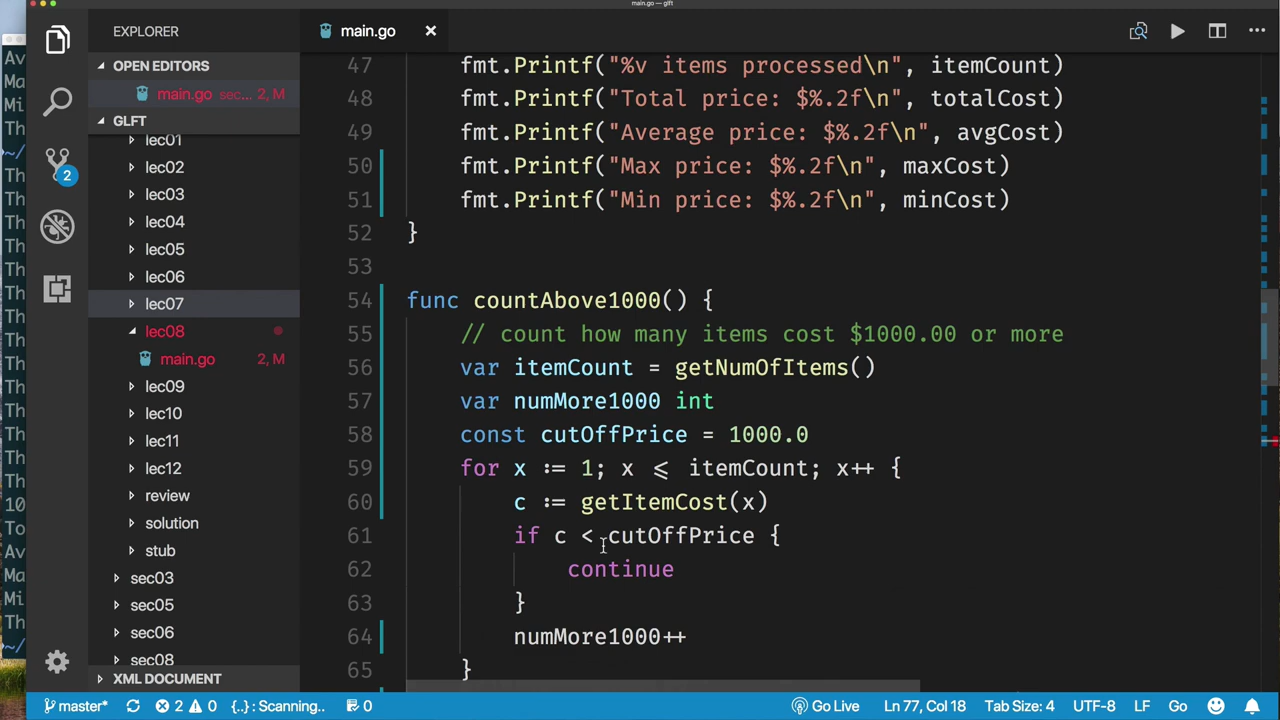 main.go — glft
EXPLORER
OPEN EDITORS
main.go sec... 2, M
GLFT
lec01
lec02
lec03
lec04
lec05
lec06
lec07
lec08
main.go 2, M
lec09
lec10
lec11
lec12
review
solution
stub
sec03
sec05
sec06
sec08
XML DOCUMENT
2
main.go
47 fmt.Printf("%v items processed\n", itemCount)
48 fmt.Printf("Total price: $%.2f\n", totalCost)
49 fmt.Printf("Average price: $%.2f\n", avgCost)
50 fmt.Printf("Max price: $%.2f\n", maxCost)
51 fmt.Printf("Min price: $%.2f\n", minCost)
52 }
53
54 func countAbove1000() {
55 // count how many items cost $1000.00 or more
56 var itemCount = getNumOfItems()
57 var numMore1000 int
58 const cutOffPrice = 1000.0
59 for x := 1; x <= itemCount; x++ {
60 c := getItemCost(x)
61 if c < cutOffPrice {
62 continue
63 }
64 numMore1000++
65 }
master* 2 0 {..} : Scanning.. 0 Go Live Ln 77, Col 18 Tab Size: 4 UTF-8 LF Go